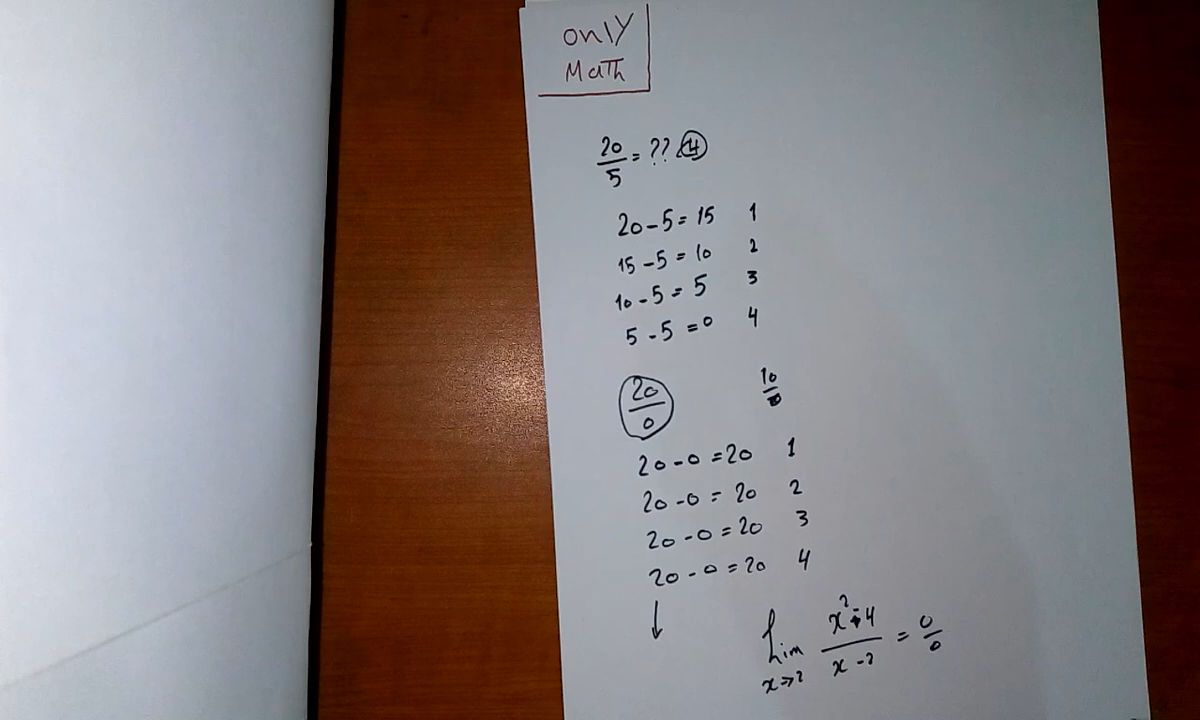 only
Math
20/5 = ?? 4
20 - 5 = 15 1
15 - 5 = 10 2
10 - 5 = 5 3
5 - 5 = 0 4
20/0
20 - 0 = 20 1
20 - 0 = 20 2
20 - 0 = 20 3
20 - 0 = 20 4
↓
lim x→2 x² - 4 / x - 2 = 0/0